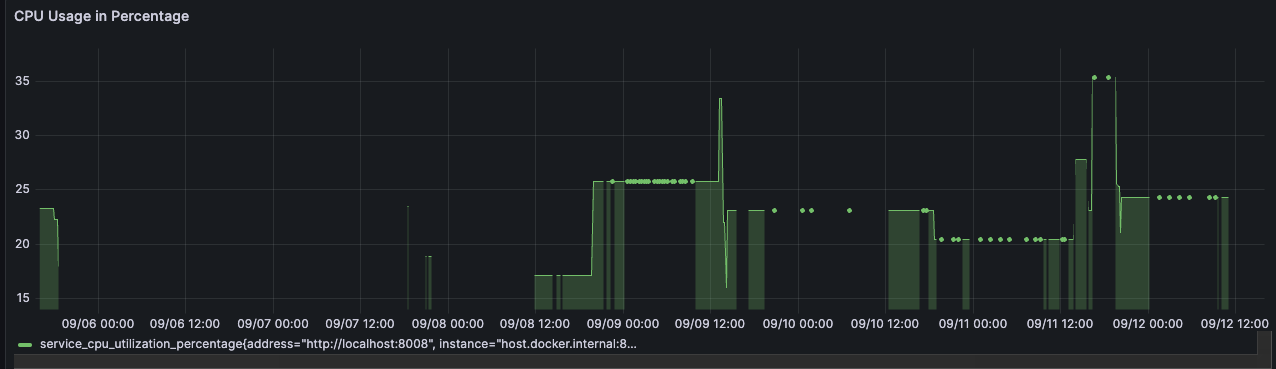 CPU Usage in Percentage
35
30
25
20
15
09/06 00:00 09/06 12:00 09/07 00:00 09/07 12:00 09/08 00:00 09/08 12:00 09/09 00:00 09/09 12:00 09/10 00:00 09/10 12:00 09/11 00:00 09/11 12:00 09/12 00:00 09/12 12:00
service_cpu_utilization_percentage{address="http://localhost:8008", instance="host.docker.internal:8...